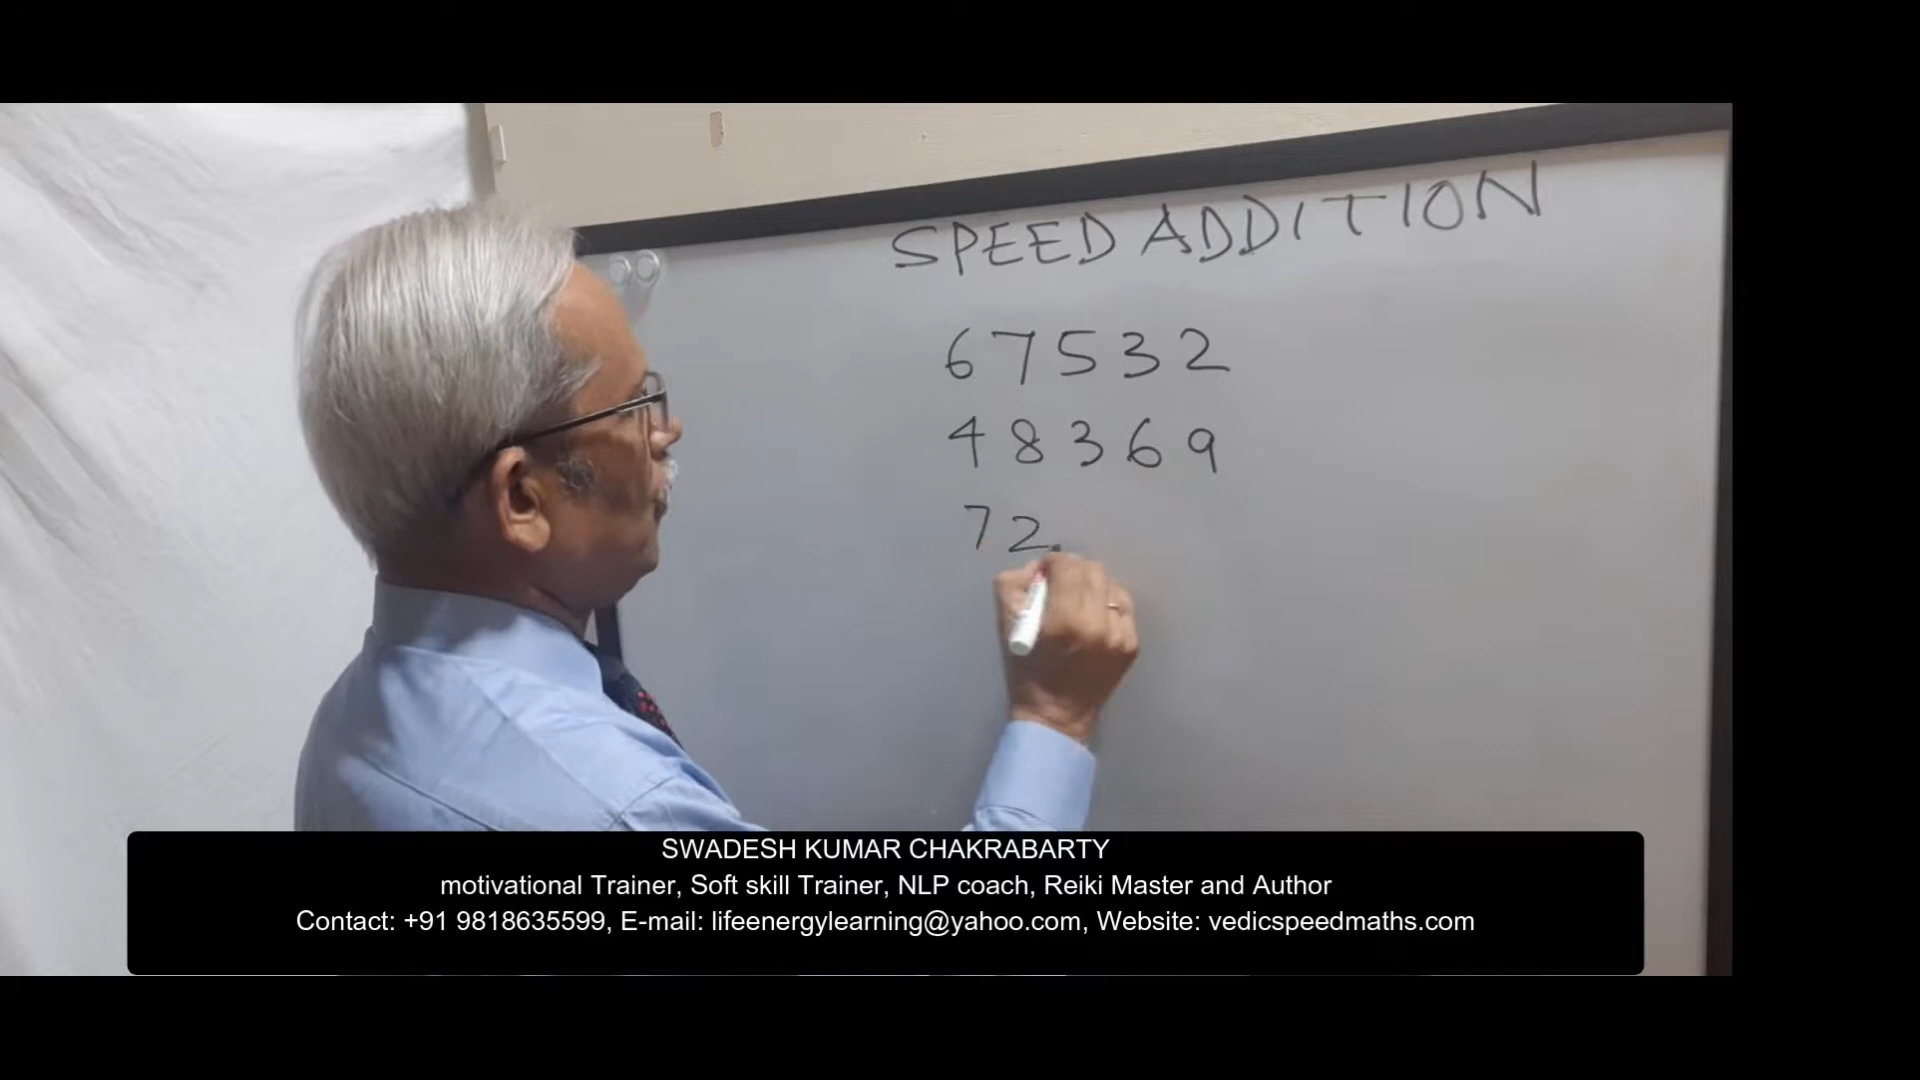 SPEED ADDITION
67532
48369
72
SWADESH KUMAR CHAKRABARTY
motivational Trainer, Soft skill Trainer, NLP coach, Reiki Master and Author
Contact: +91 9818635599, E-mail: lifeenergylearning@yahoo.com, Website: vedicspeedmaths.com